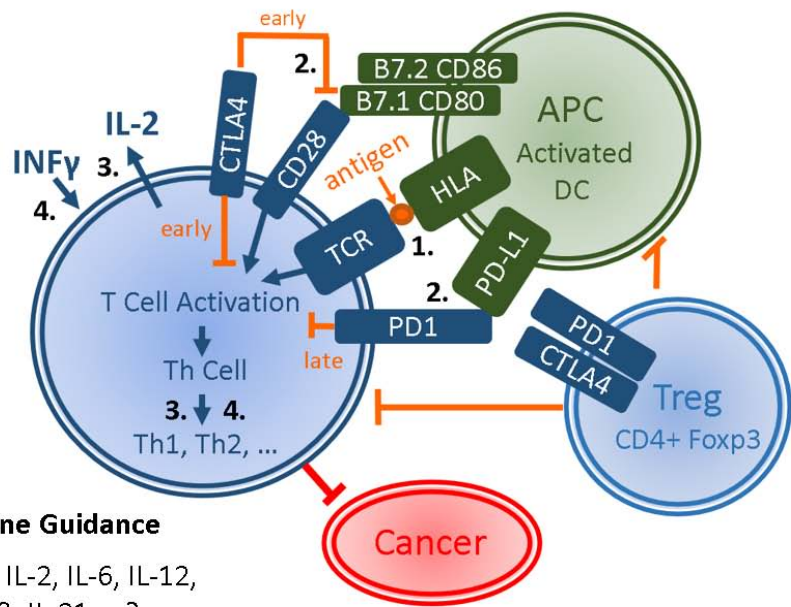 early
2.
B7.2 CD86
B7.1 CD80
CTLA4
CD28
APC
Activated
DC
IL-2
INFγ
3.
4.
antigen
HLA
early
TCR
1.
PD-L1
2.
T Cell Activation
PD1
late
Th Cell
3. 4.
Th1, Th2, ...
PD1
CTLA4
Treg
CD4+ Foxp3
Cancer
ne Guidance
IL-2, IL-6, IL-12,